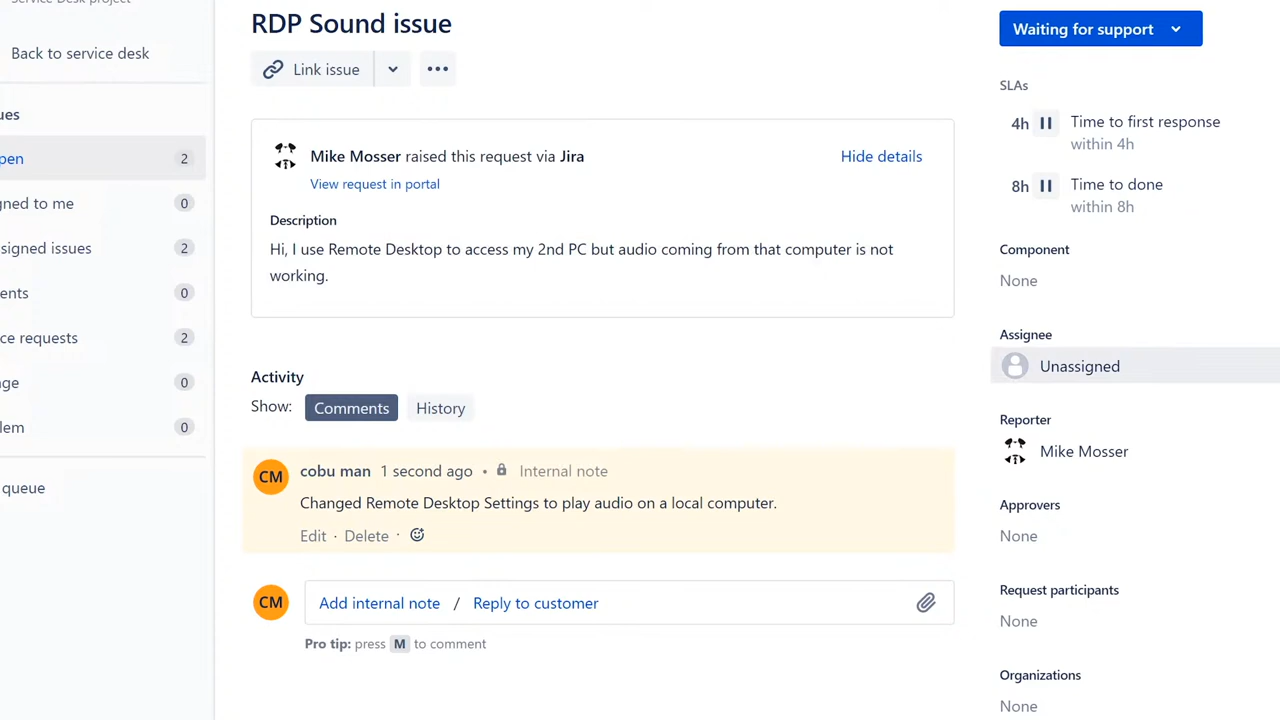 Service Desk project
Back to service desk
ues
pen 2
gned to me 0
signed issues 2
ents 0
ce requests 2
ge 0
lem 0
queue
RDP Sound issue
Link issue
Mike Mosser raised this request via Jira
Hide details
View request in portal
Description
Hi, I use Remote Desktop to access my 2nd PC but audio coming from that computer is not
working.
Activity
Show: Comments History
CM cobu man 1 second ago • Internal note
Changed Remote Desktop Settings to play audio on a local computer.
Edit · Delete ·
CM Add internal note / Reply to customer
Pro tip: press M to comment
Waiting for support
SLAs
4h Time to first response
within 4h
8h Time to done
within 8h
Component
None
Assignee
Unassigned
Reporter
Mike Mosser
Approvers
None
Request participants
None
Organizations
None